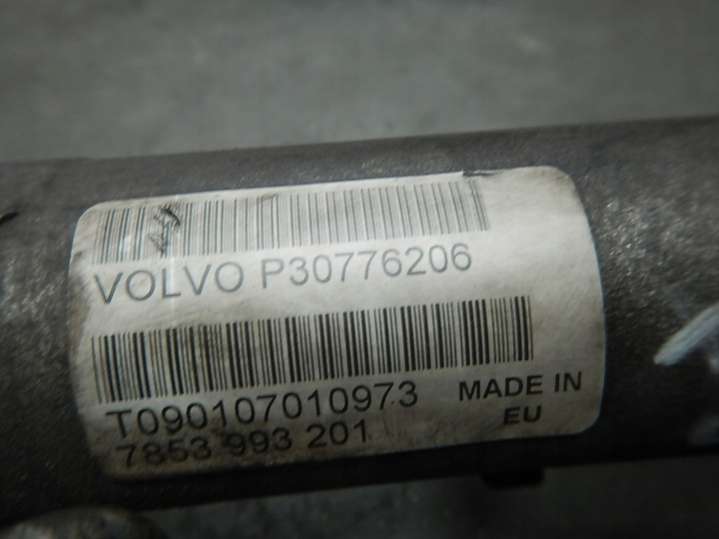 VOLVO P30776206
T090107010973
7853 993 201
MADE IN
EU